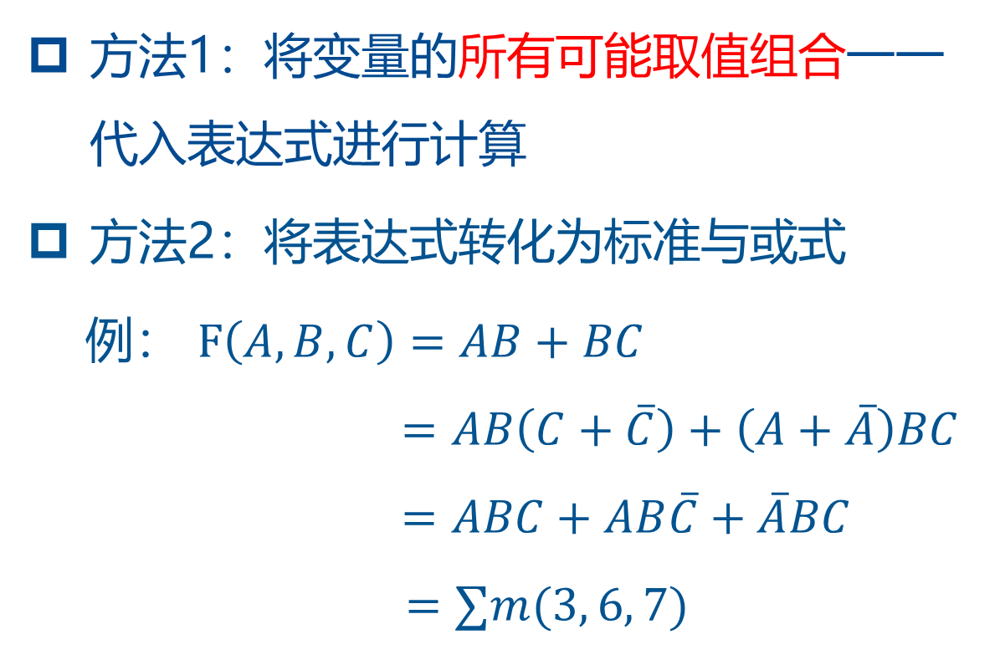 方法1：将变量的所有可能取值组合一一
代入表达式进行计算
方法2：将表达式转化为标准与或式
例： F(A, B, C) = AB + BC
= AB(C + C̄) + (A + Ā)BC
= ABC + ABC̄ + ĀBC
= ∑m(3, 6, 7)